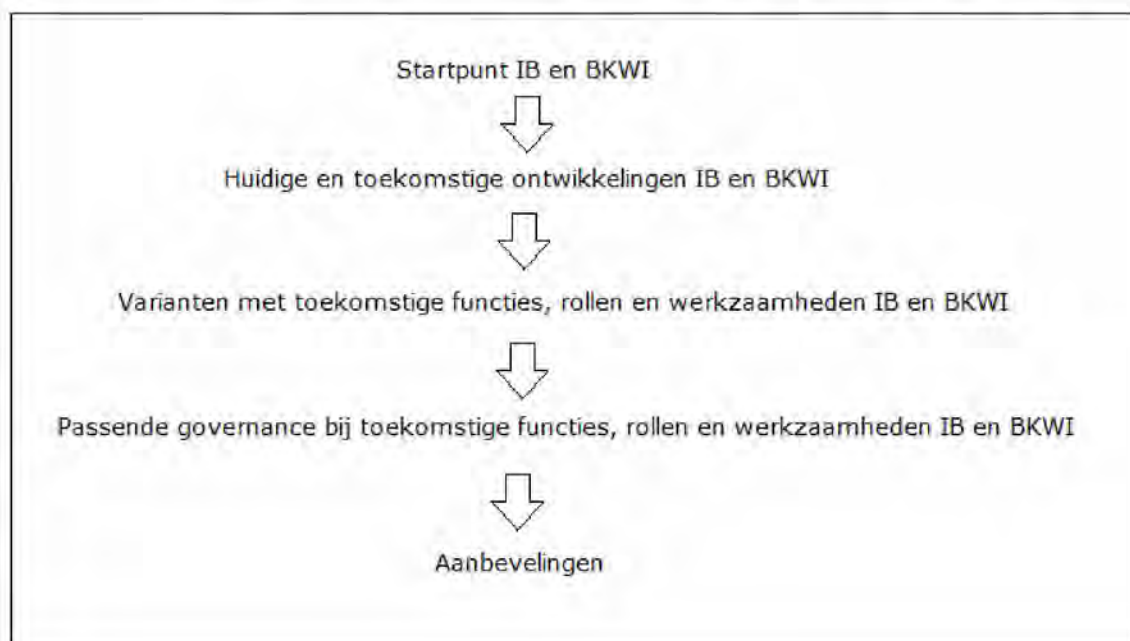 Startpunt IB en BKWI
Huidige en toekomstige ontwikkelingen IB en BKWI
Varianten met toekomstige functies, rollen en werkzaamheden IB en BKWI
Passende governance bij toekomstige functies, rollen en werkzaamheden IB en BKWI
Aanbevelingen